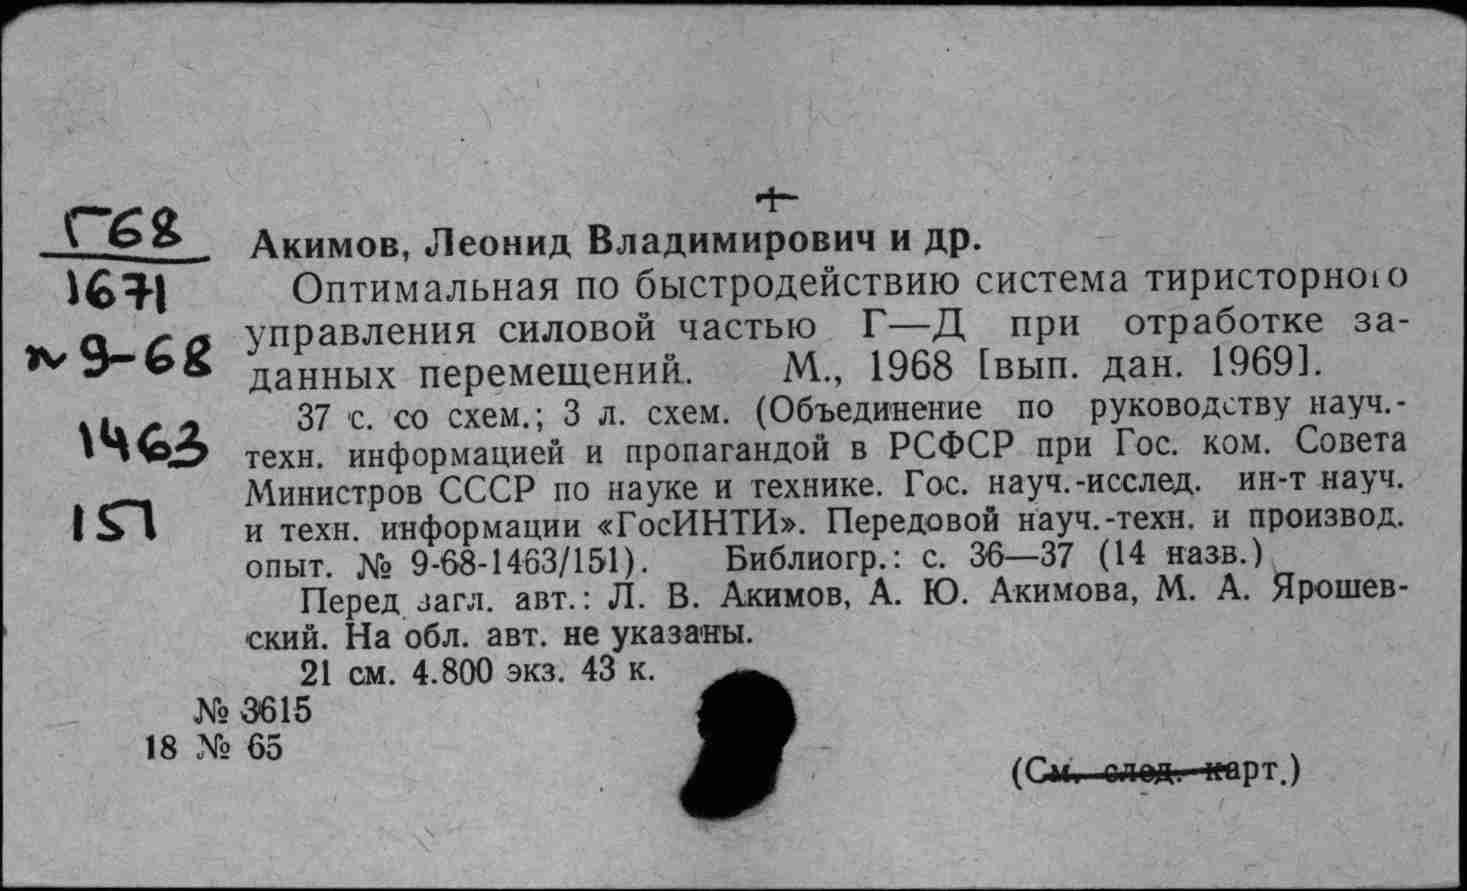 Г68
1671
№ 9-68
1463
151
Акимов, Леонид Владимирович и др.
Оптимальная по быстродействию система тиристорного
управления силовой частью Г—Д при отработке за-
данных перемещений. М., 1968 [вып. дан. 1969].
37 с. со схем.; 3 л. схем. (Объединение по руководству науч.-
техн. информацией и пропагандой в РСФСР при Гос. ком. Совета
Министров СССР по науке и технике. Гос. науч.-исслед. ин-т науч.
и техн. информации «ГосИНТИ». Передовой науч.-техн. и производ.
опыт. № 9-68-1463/151). Библиогр.: с. 36—37 (14 назв.)
Перед загл. авт.: Л. В. Акимов, А. Ю. Акимова, М. А. Ярошев-
ский. На обл. авт. не указаны.
21 см. 4.800 экз. 43 к.
№ 3615
18 № 65
(См. след. карт.)